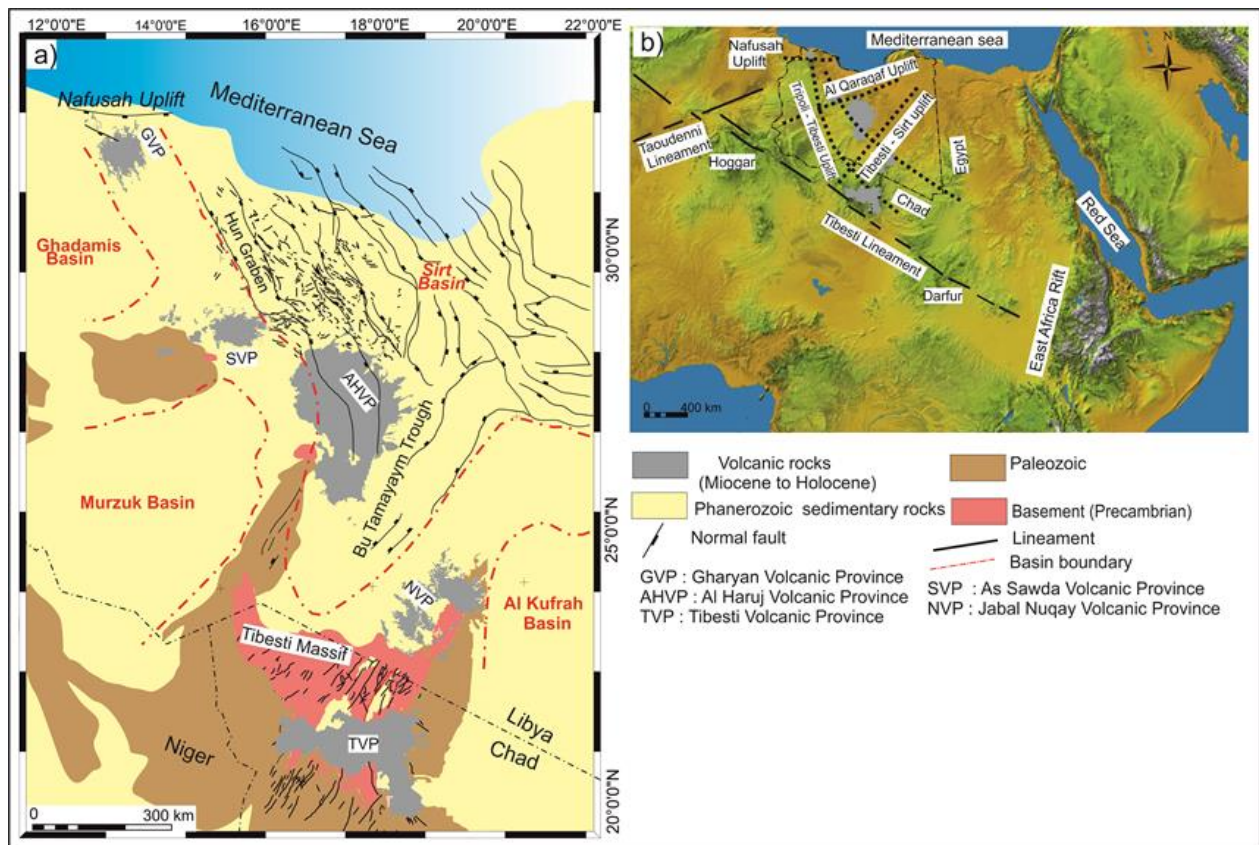 12°0'0"E 14°0'0"E 16°0'0"E 18°0'0"E 20°0'0"E 22°0'0"E
a)
Nafusah Uplift
Mediterranean Sea
GVP
Ghadamis
Basin
Hun Graben
Sirt
Basin
30°0'0"N
SVP
AHVP
Bu Tamayaym Trough
Murzuk Basin
25°0'0"N
NVP
Al Kufrah
Basin
Tibesti Massif
Libya
Chad
Niger
TVP
20°0'0"N
0 300 km
b)
Nafusah
Uplift
Mediterranean sea
N
Al Qaraqaf Uplift
Tripoli - Tibesti Uplift
Tibesti - Sirt uplift
Egypt
Taoudenni
Lineament
Hoggar
Chad
Tibesti Lineament
Darfur
Red Sea
East Africa Rift
0 400 km
Volcanic rocks
(Miocene to Holocene)
Paleozoic
Phanerozoic sedimentary rocks
Basement (Precambrian)
Normal fault
Lineament
Basin boundary
GVP : Gharyan Volcanic Province
AHVP : Al Haruj Volcanic Province
TVP : Tibesti Volcanic Province
SVP : As Sawda Volcanic Province
NVP : Jabal Nuqay Volcanic Province